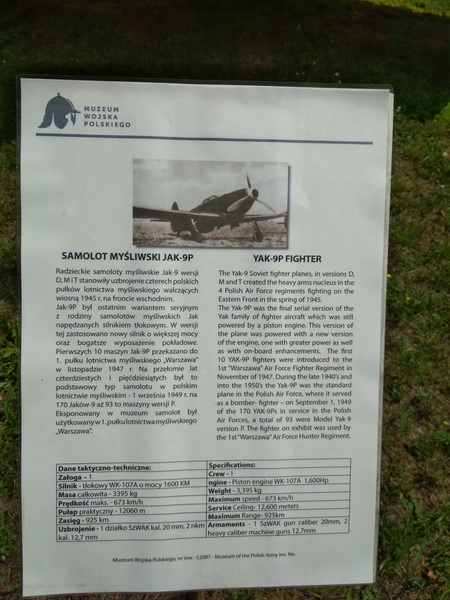 MUZEUM
WOJSKA
POLSKIEGO
SAMOLOT MYŚLIWSKI JAK-9P
Radzieckie samoloty myśliwskie Jak-9 wersji
D, M i T stanowiły uzbrojenie czterech polskich
pułków lotnictwa myśliwskiego walczących
wiosną 1945 r. na froncie wschodnim.
Jak-9P był ostatnim wariantem seryjnym
z rodziny samolotów myśliwskich Jak
napędzanych silnikiem tłokowym. W wersji
tej zastosowano nowy silnik o większej mocy
oraz bogatsze wyposażenie pokładowe.
Pierwszych 10 maszyn Jak-9P przekazano do
1. pułku lotnictwa myśliwskiego „Warszawa"
w listopadzie 1947 r. Na przełomie lat
czterdziestych i pięćdziesiątych był to
podstawowy typ samolotu w polskim
lotnictwie myśliwskim - 1 września 1949 r. na
170 Jaków-9 aż 93 to maszyny wersji P.
Eksponowany w muzeum samolot był
użytkowany w 1. pułku lotnictwa myśliwskiego
„Warszawa".
YAK-9P FIGHTER
The Yak-9 Soviet fighter planes, in versions D,
M and T created the heavy arms nucleus in the
4 Polish Air Force regiments fighting on the
Eastern Front in the spring of 1945.
The Yak-9P was the final serial version of the
Yak family of fighter aircraft which was still
powered by a piston engine. This version of
the plane was powered with a new version
of the engine, one with greater power as well
as with on-board enhancements. The first
10 YAK-9P fighters were introduced to the
1st "Warszawa" Air Force Fighter Regiment in
November of 1947. During the late 1940's and
into the 1950's the Yak-9P was the standard
plane in the Polish Air Force, where it served
as a bomber- fighter – on September 1, 1949
of the 170 YAK-9Ps in service in the Polish
Air Forces, a total of 93 were Model Yak-9
version P. The fighter on exhibit was used by
the 1st "Warszawa" Air Force Hunter Regiment.
Dane taktyczno-techniczne:
Załoga – 1
Silnik - tłokowy WK-107A o mocy 1600 KM
Masa całkowita - 3395 kg
Prędkość maks. - 673 km/h
Pułap praktyczny - 12060 m
Zasięg – 925 km
Uzbrojenie - 1 działko SzWAK kal. 20 mm, 2 nkm
kal. 12,7 mm
Specifications:
Crew - 1
ngine - Piston engine WK-107A 1,600Hp
Weight - 3,395 kg
Maximum speed - 673 km/h
Service Ceiling- 12,600 meters
Maximum Range- 925km
Armaments - 1 SzWAK gun caliber 20mm, 2
heavy caliber machine guns 12.7mm
Muzeum Wojska Polskiego, nr inw. -52087 - Museum of the Polish Army Inv. No.